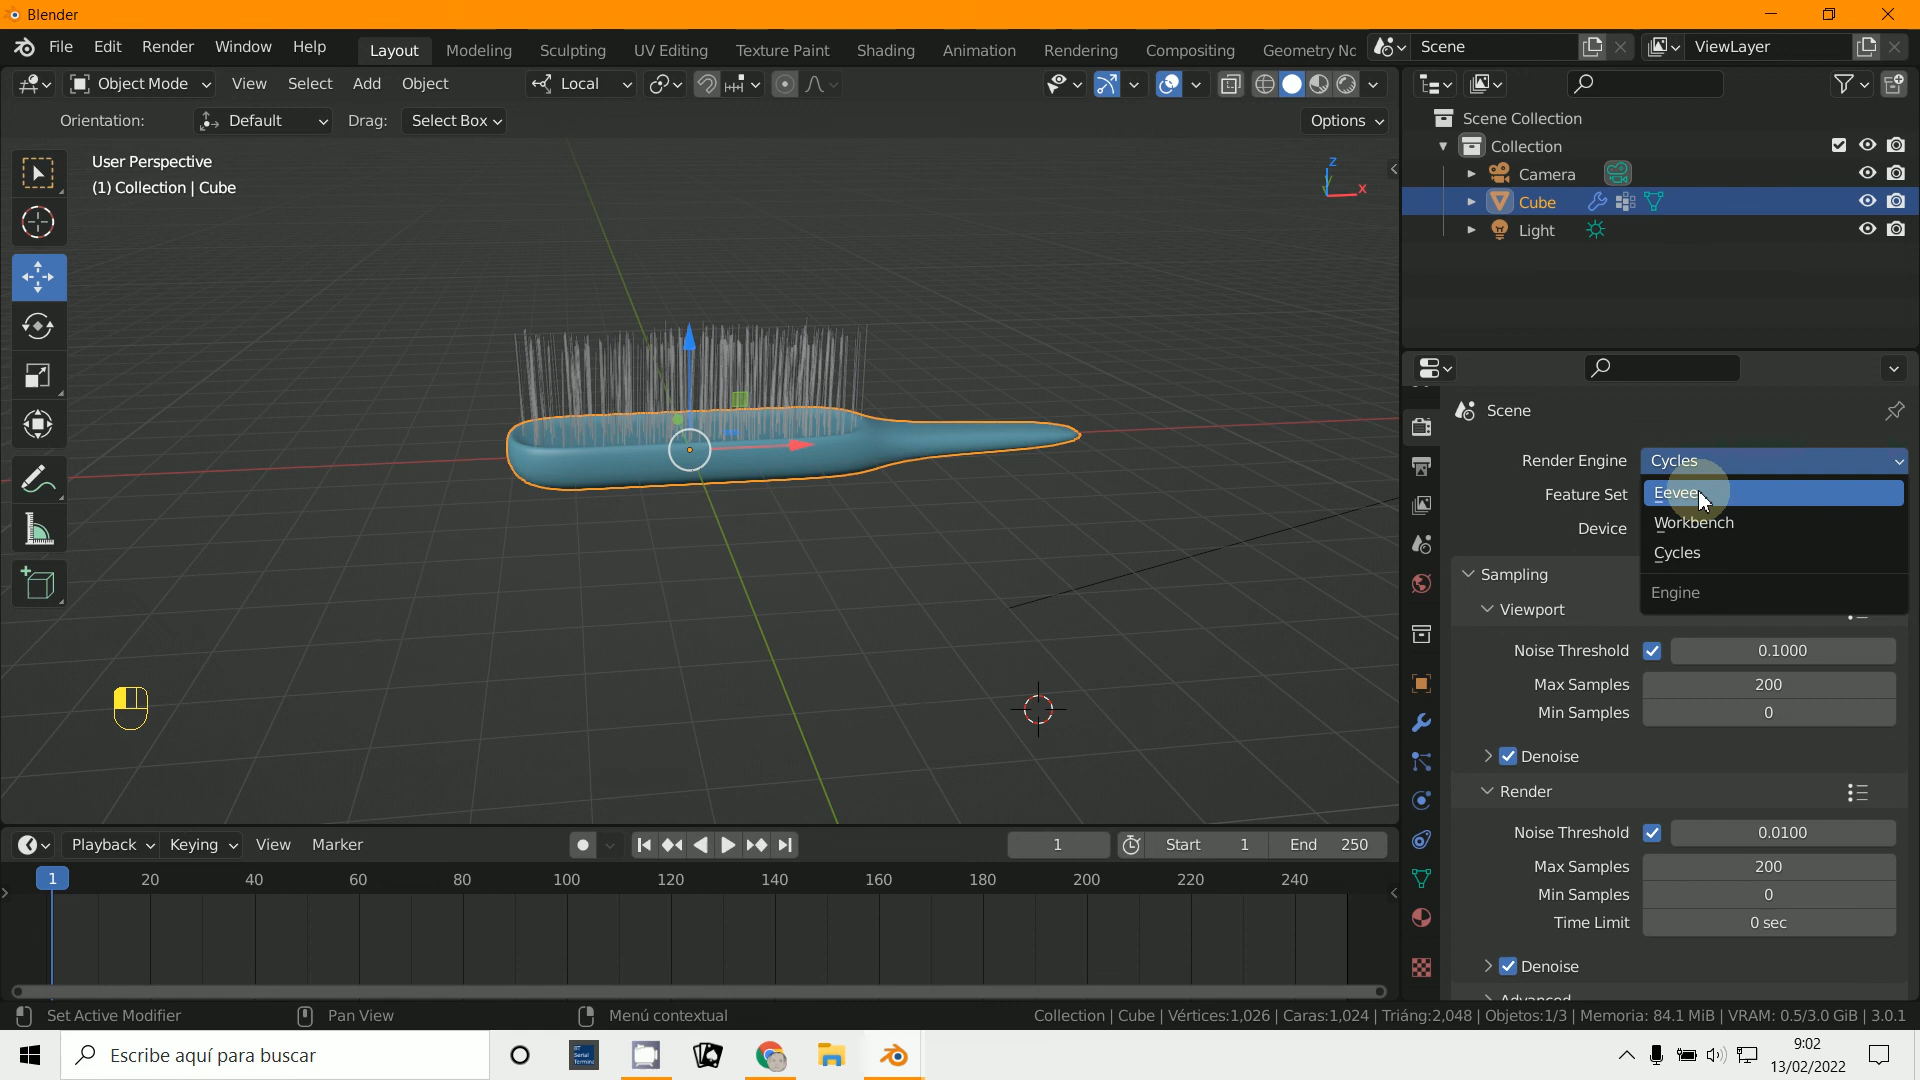 Blender
File Edit Render Window Help Layout Modeling Sculpting UV Editing Texture Paint Shading Animation Rendering Compositing Geometry Nc Scene ViewLayer
Object Mode View Select Add Object Local
Orientation: Default Drag: Select Box Options
User Perspective
(1) Collection | Cube
Z
Y
X
Scene Collection
Collection
Camera
Cube
Light
Scene
Render Engine Cycles
Feature Set Eevee
Workbench
Device
Cycles
Engine
Sampling
Viewport
Noise Threshold 0.1000
Max Samples 200
Min Samples 0
Denoise
Render
Noise Threshold 0.0100
Max Samples 200
Min Samples 0
Time Limit 0 sec
Denoise
Advanced
Playback Keying View Marker 1 Start 1 End 250
1 20 40 60 80 100 120 140 160 180 200 220 240
Set Active Modifier Pan View Menú contextual Collection | Cube | Vértices:1,026 | Caras:1,024 | Triáng:2,048 | Objetos:1/3 | Memoria: 84.1 MiB | VRAM: 0.5/3.0 GiB | 3.0.1
Escribe aquí para buscar
9:02
13/02/2022